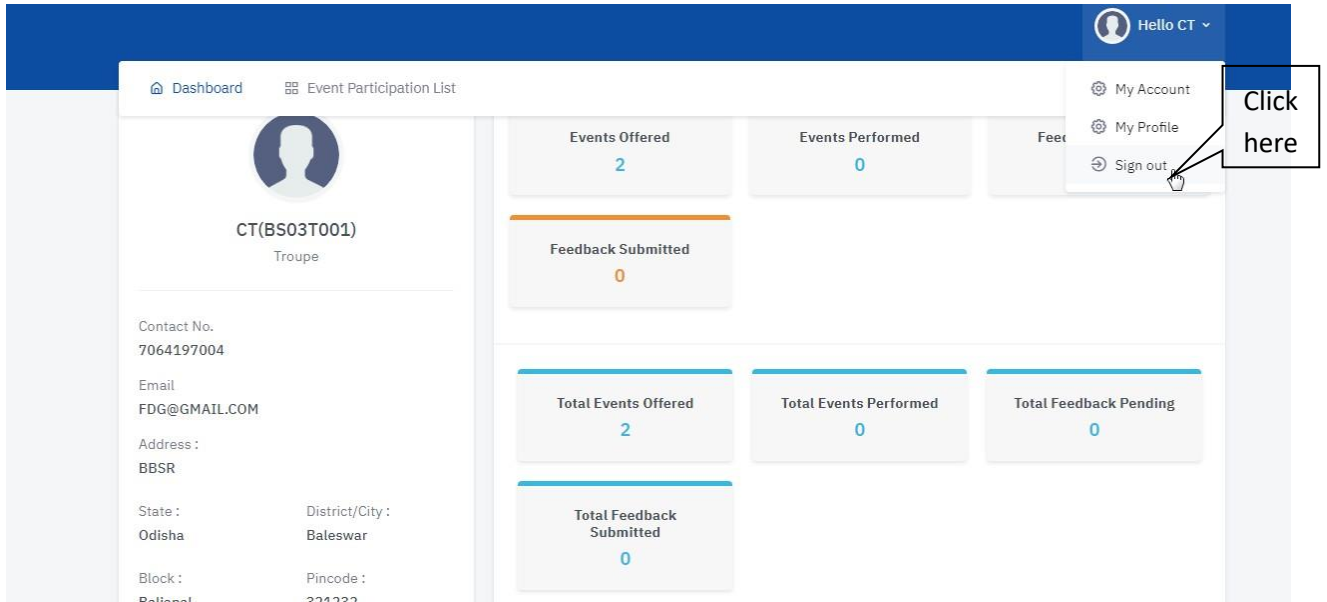 Hello CT
Dashboard
Event Participation List
My Account
My Profile
Sign out
Click
here
CT(BS03T001)
Troupe
Contact No.
7064197004
Email
FDG@GMAIL.COM
Address :
BBSR
State :
District/City :
Odisha
Baleswar
Block :
Pincode :
Events Offered
2
Events Performed
0
Feedback Submitted
0
Total Events Offered
2
Total Events Performed
0
Total Feedback Pending
0
Total Feedback
Submitted
0